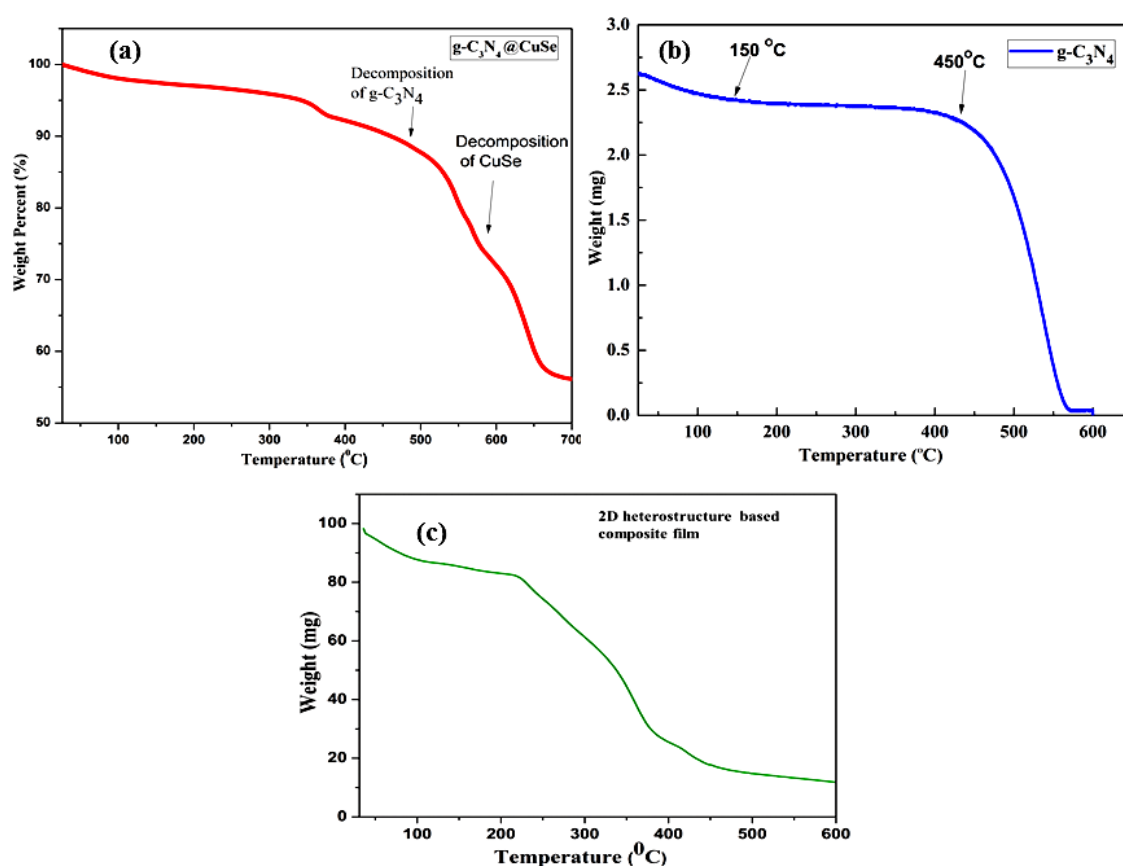 (a)
g-C3N4@CuSe
Decomposition
of g-C3N4
Decomposition
of CuSe
100
90
80
70
60
50
Weight Percent (%)
100 200 300 400 500 600 700
Temperature (⁰C)
(b)
150 °C
450°C
g-C3N4
3.0
2.5
2.0
1.5
1.0
0.5
0.0
Weight (mg)
100 200 300 400 500 600
Temperature (°C)
(c)
2D heterostructure based
composite film
100
80
60
40
20
0
Weight (mg)
100 200 300 400 500 600
Temperature (⁰C)